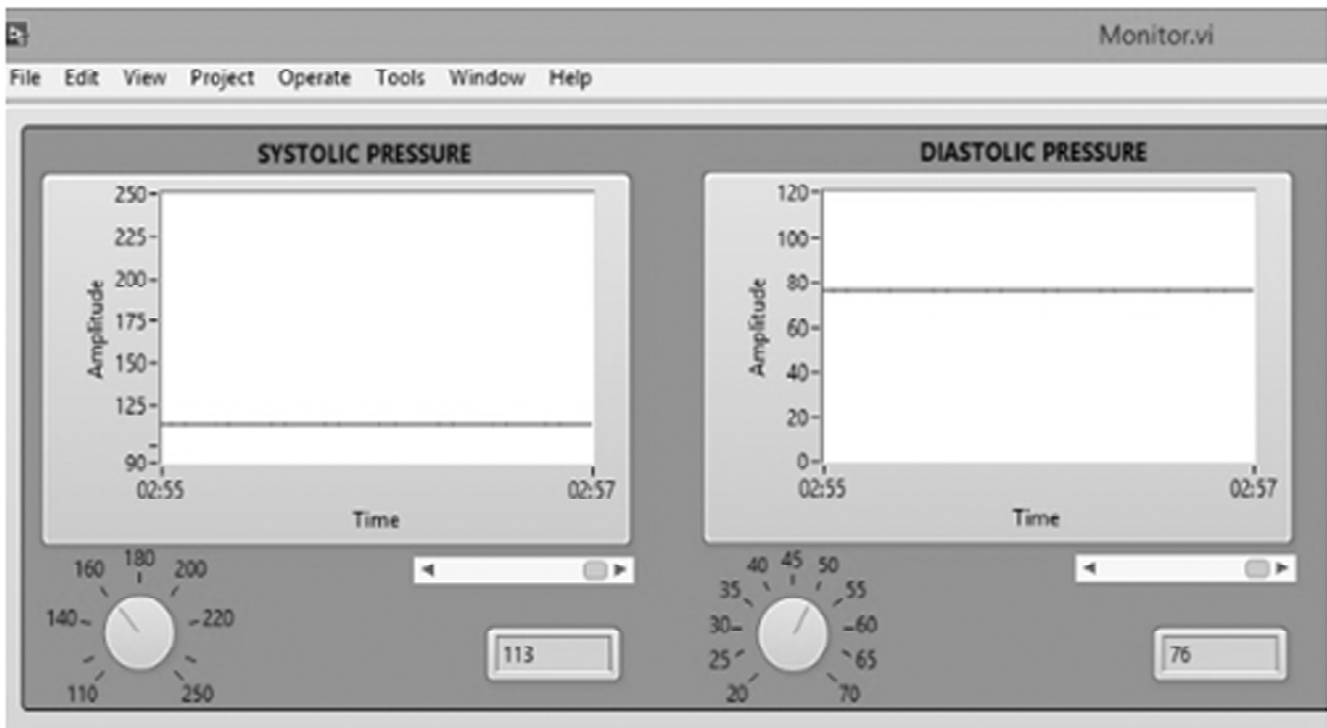 Monitor.vi
File Edit View Project Operate Tools Window Help
SYSTOLIC PRESSURE
250
225
200
175
150
125
90
Amplitude
02:55 02:57
Time
110 140 160 180 200 220 250
113
DIASTOLIC PRESSURE
120
100
80
60
40
20
0
Amplitude
02:55 02:57
Time
20 25 30 35 40 45 50 55 60 65 70
76